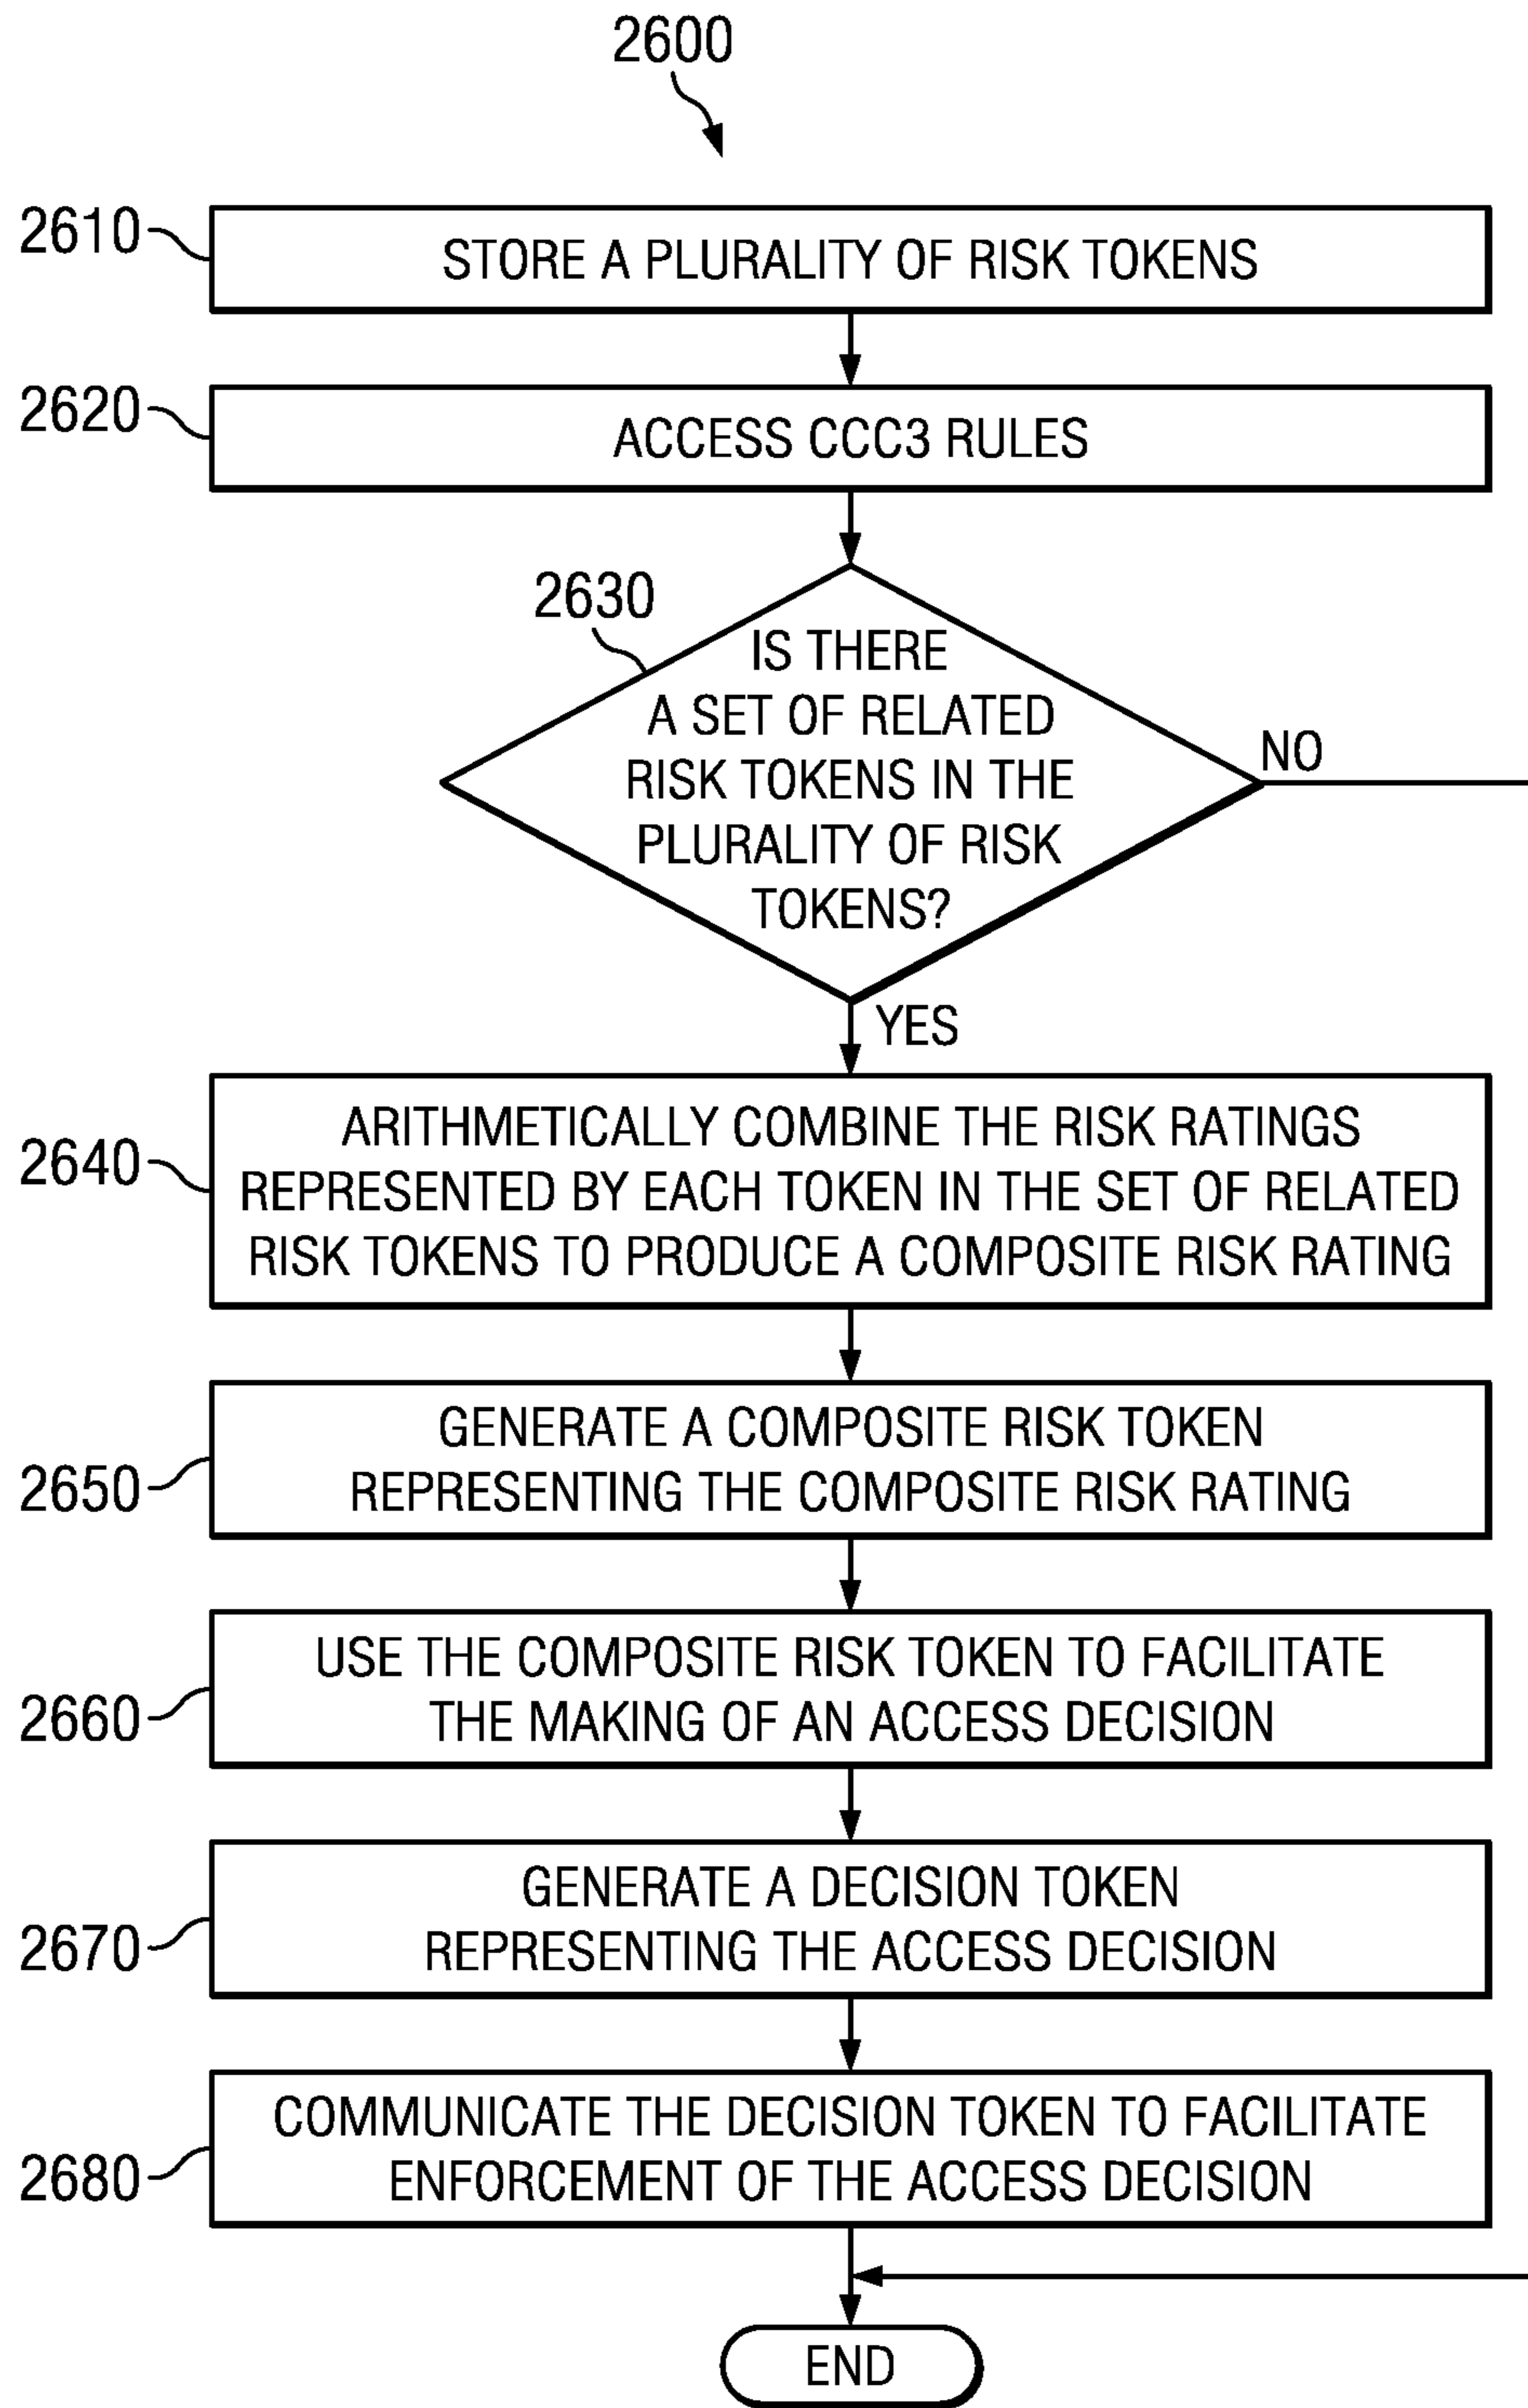 2600
2610
STORE A PLURALITY OF RISK TOKENS
2620
ACCESS CCC3 RULES
2630
IS THERE
A SET OF RELATED
RISK TOKENS IN THE
PLURALITY OF RISK
TOKENS?
NO
YES
2640
ARITHMETICALLY COMBINE THE RISK RATINGS
REPRESENTED BY EACH TOKEN IN THE SET OF RELATED
RISK TOKENS TO PRODUCE A COMPOSITE RISK RATING
2650
GENERATE A COMPOSITE RISK TOKEN
REPRESENTING THE COMPOSITE RISK RATING
2660
USE THE COMPOSITE RISK TOKEN TO FACILITATE
THE MAKING OF AN ACCESS DECISION
2670
GENERATE A DECISION TOKEN
REPRESENTING THE ACCESS DECISION
2680
COMMUNICATE THE DECISION TOKEN TO FACILITATE
ENFORCEMENT OF THE ACCESS DECISION
END